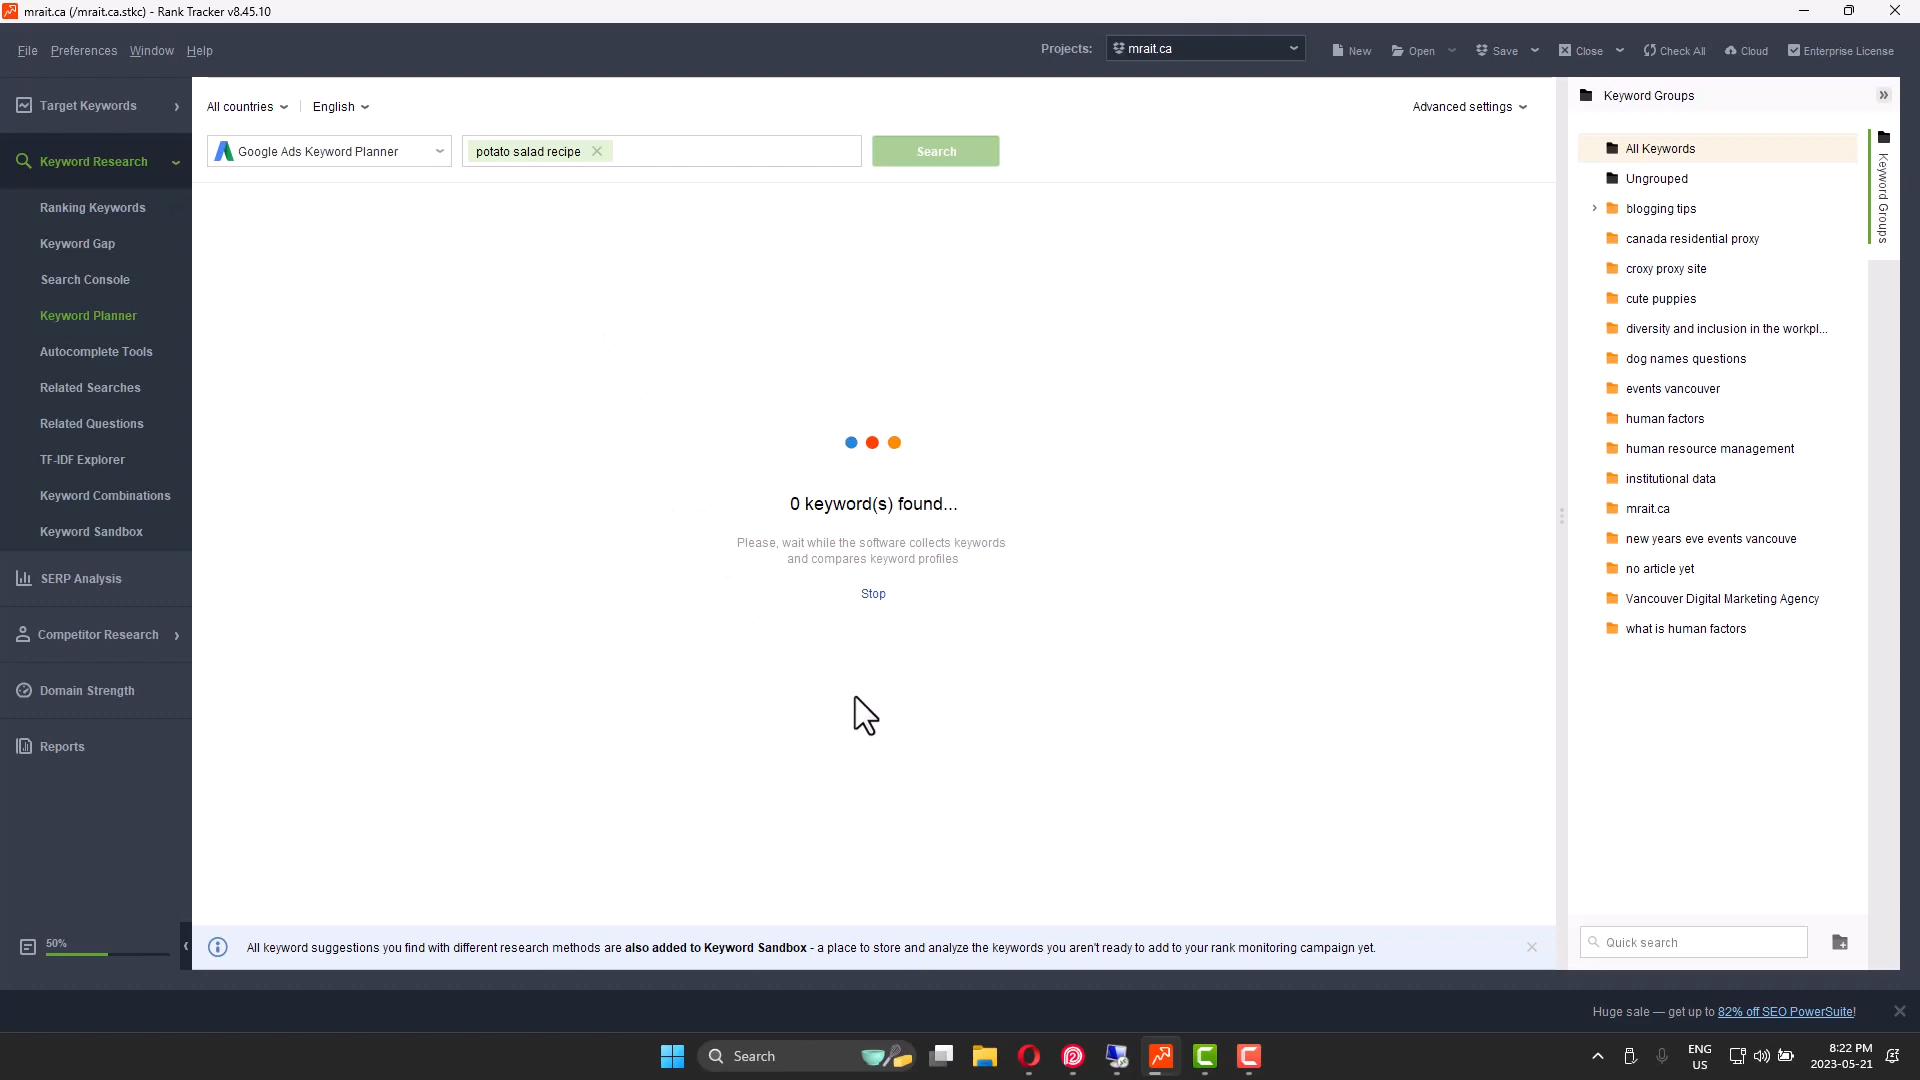 mrait.ca (/mrait.ca.stkc) - Rank Tracker v8.45.10
File Preferences Window Help
Projects: mrait.ca New Open Save Close Check All Cloud Enterprise License
Target Keywords
Keyword Research
Ranking Keywords
Keyword Gap
Search Console
Keyword Planner
Autocomplete Tools
Related Searches
Related Questions
TF-IDF Explorer
Keyword Combinations
Keyword Sandbox
SERP Analysis
Competitor Research
Domain Strength
Reports
50%
All countries English Advanced settings
Google Ads Keyword Planner potato salad recipe Search
0 keyword(s) found...
Please, wait while the software collects keywords
and compares keyword profiles
Stop
All keyword suggestions you find with different research methods are also added to Keyword Sandbox - a place to store and analyze the keywords you aren't ready to add to your rank monitoring campaign yet.
Keyword Groups
All Keywords
Ungrouped
blogging tips
canada residential proxy
croxy proxy site
cute puppies
diversity and inclusion in the workpl...
dog names questions
events vancouver
human factors
human resource management
institutional data
mrait.ca
new years eve events vancouve
no article yet
Vancouver Digital Marketing Agency
what is human factors
Quick search
Keyword Groups
Huge sale — get up to 82% off SEO PowerSuite!
Search
ENG
US
8:22 PM
2023-05-21